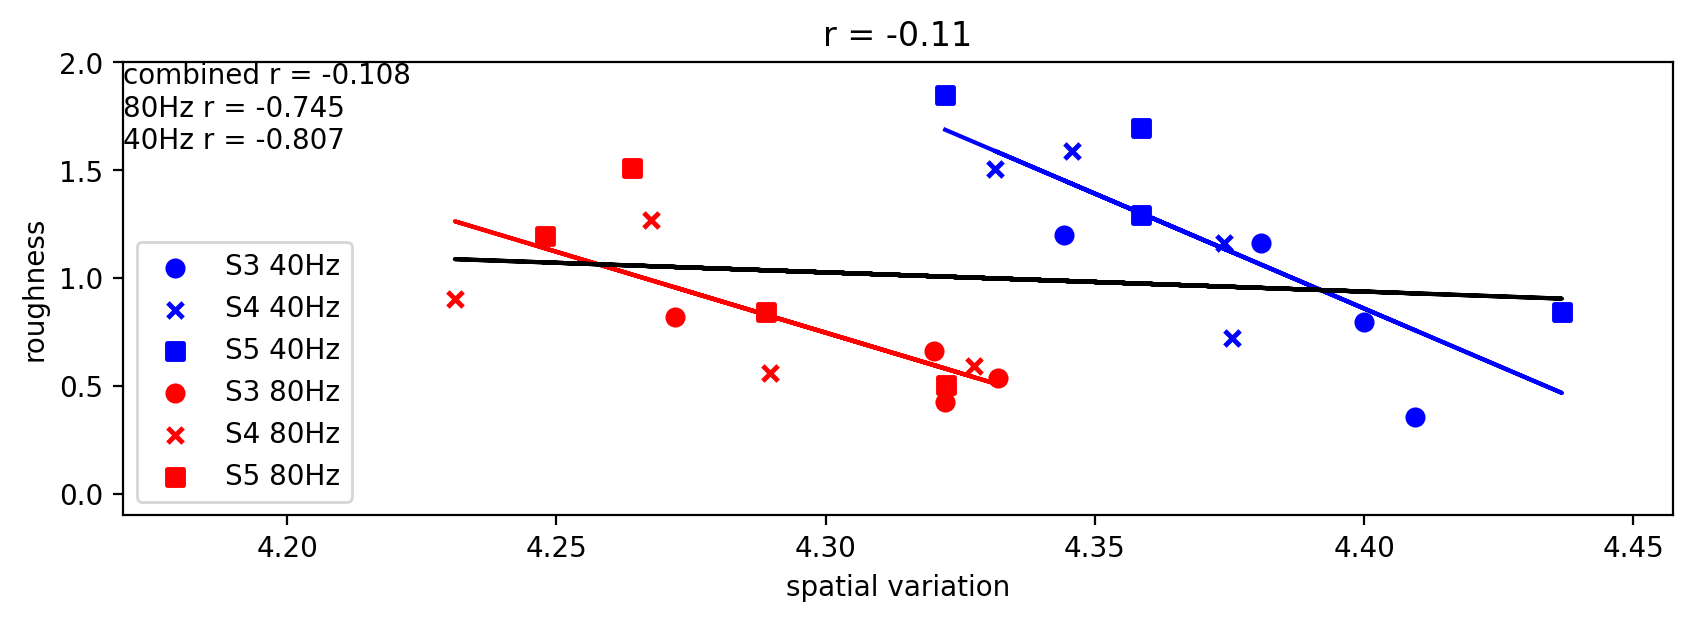 r = -0.11
combined r = -0.108
80Hz r = -0.745
40Hz r = -0.807
2.0
1.5
1.0
0.5
0.0
roughness
S3 40Hz
S4 40Hz
S5 40Hz
S3 80Hz
S4 80Hz
S5 80Hz
4.20 4.25 4.30 4.35 4.40 4.45
spatial variation